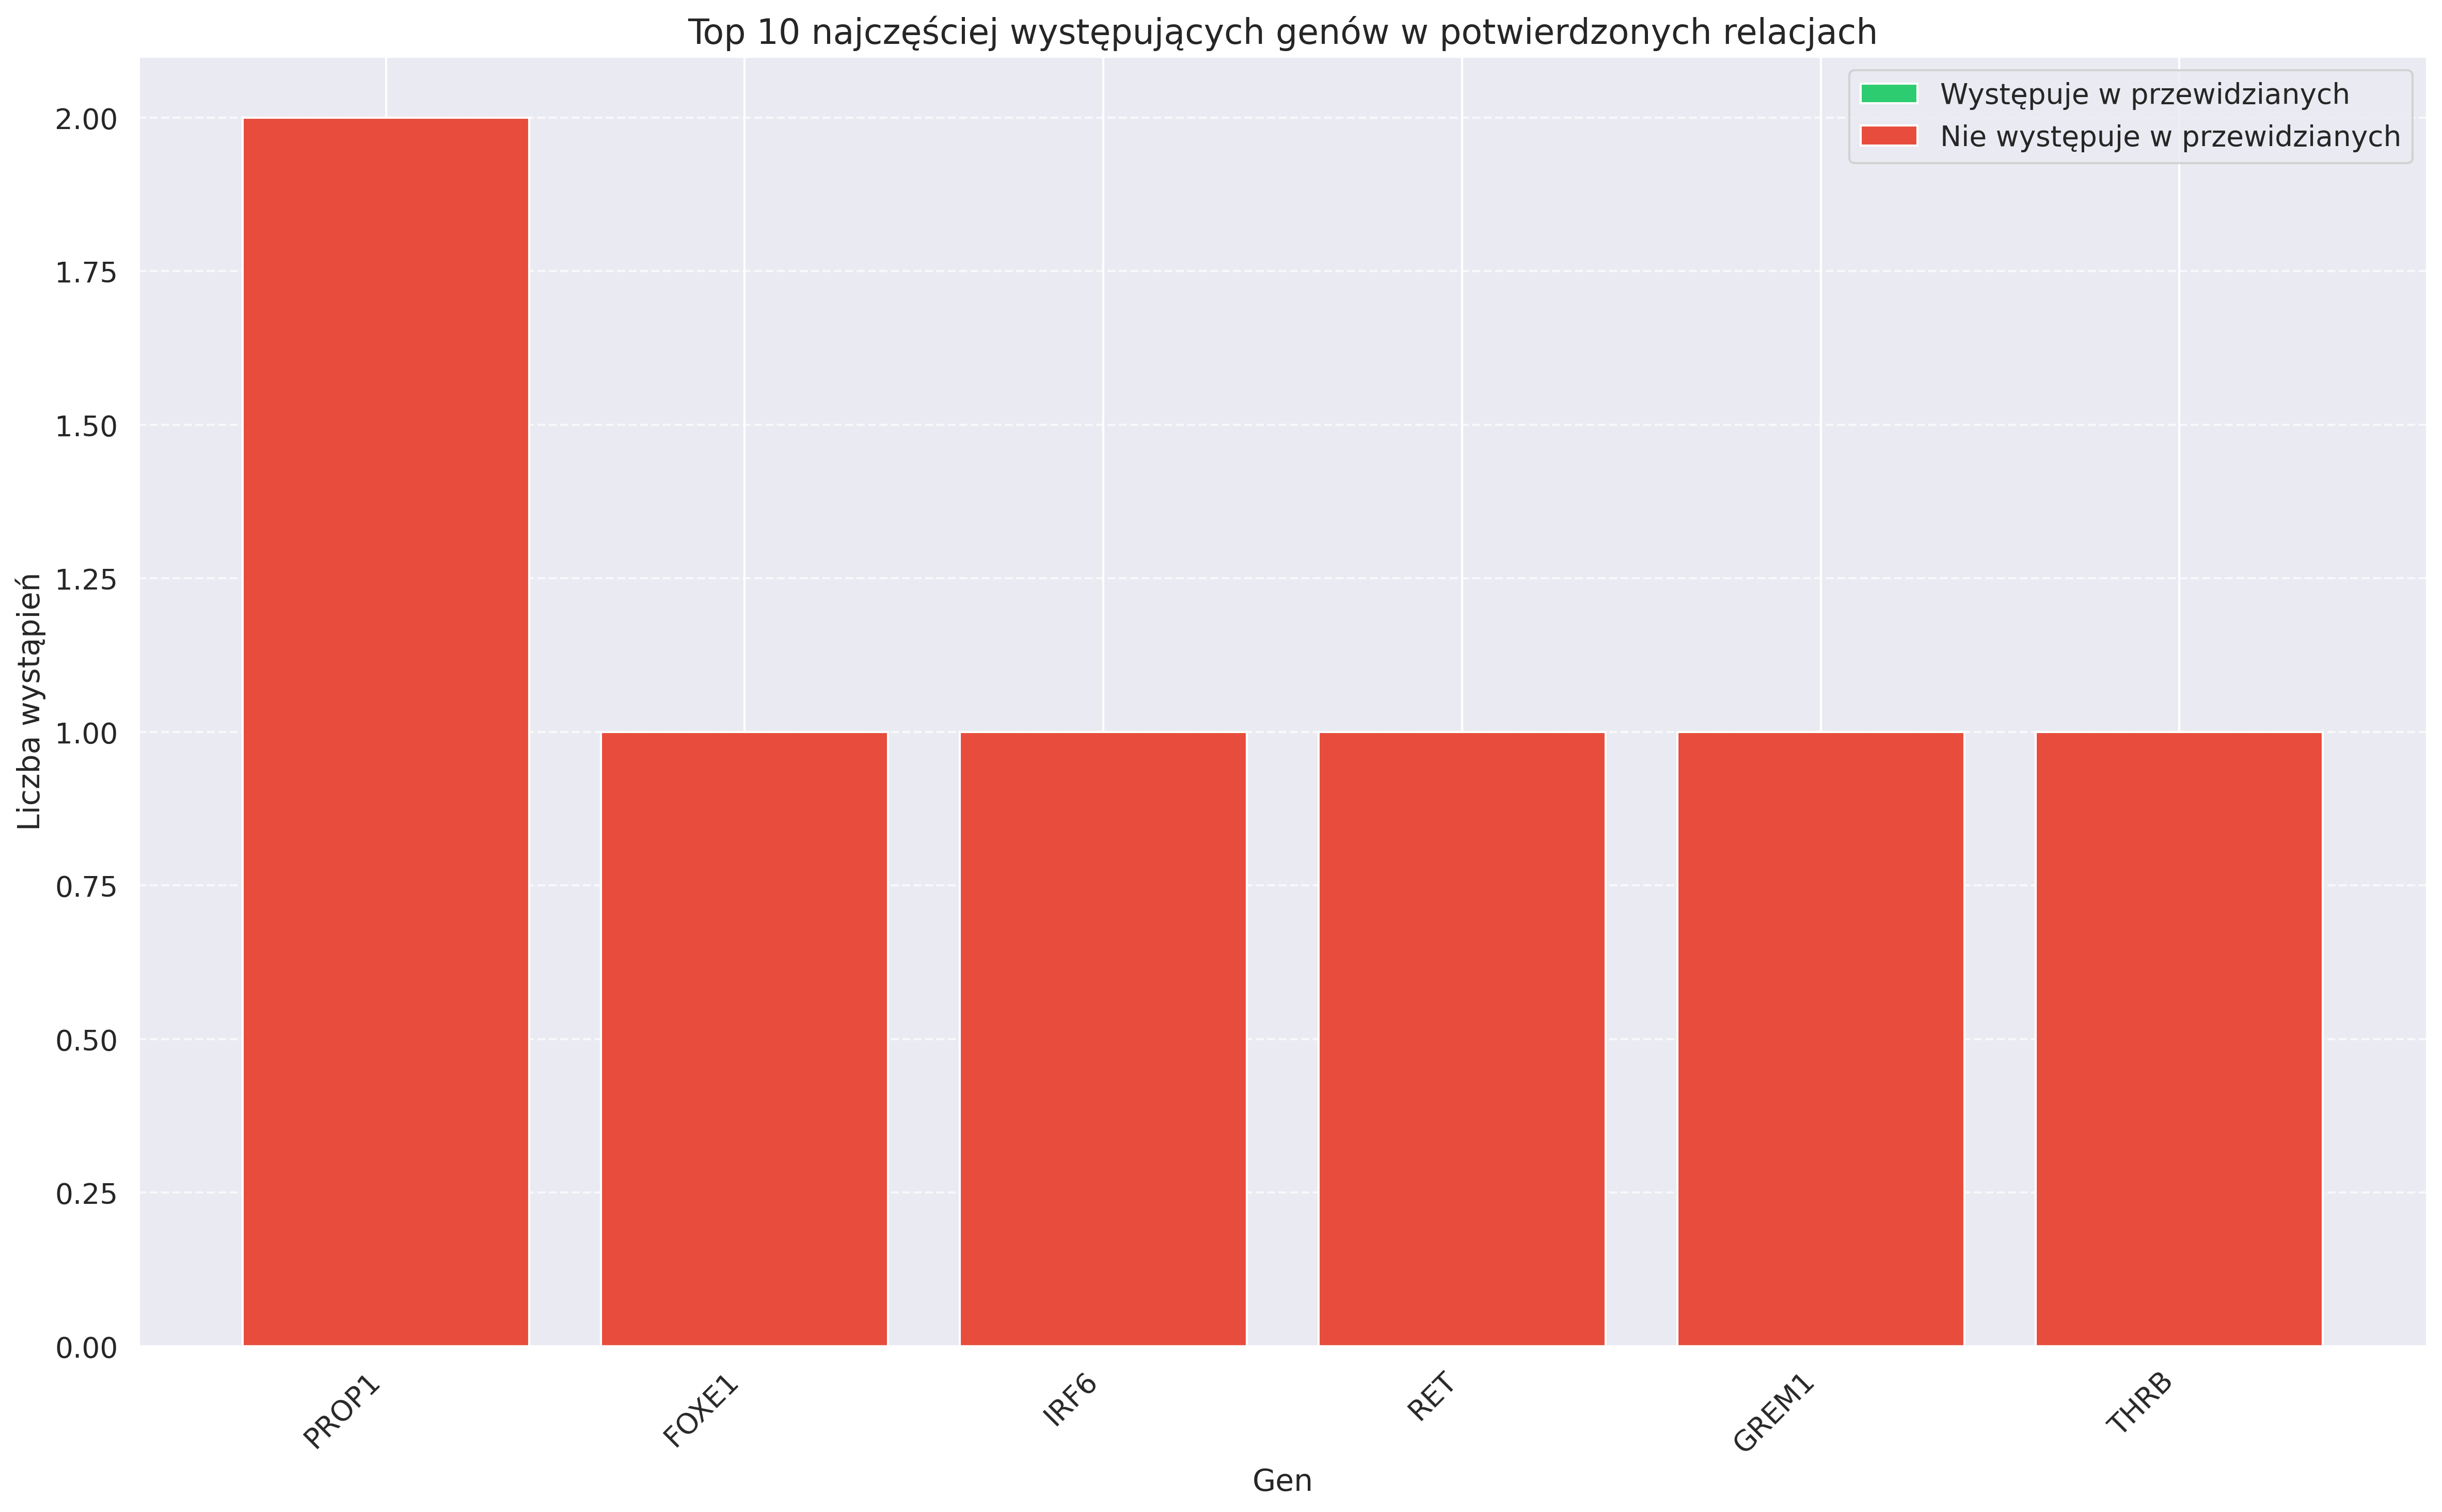 Top 10 najczęściej występujących genów w potwierdzonych relacjach
Występuje w przewidzianych
Nie występuje w przewidzianych
Liczba wystąpień
2.00
1.75
1.50
1.25
1.00
0.75
0.50
0.25
0.00
PROP1
FOXE1
IRF6
RET
GREM1
THRB
Gen